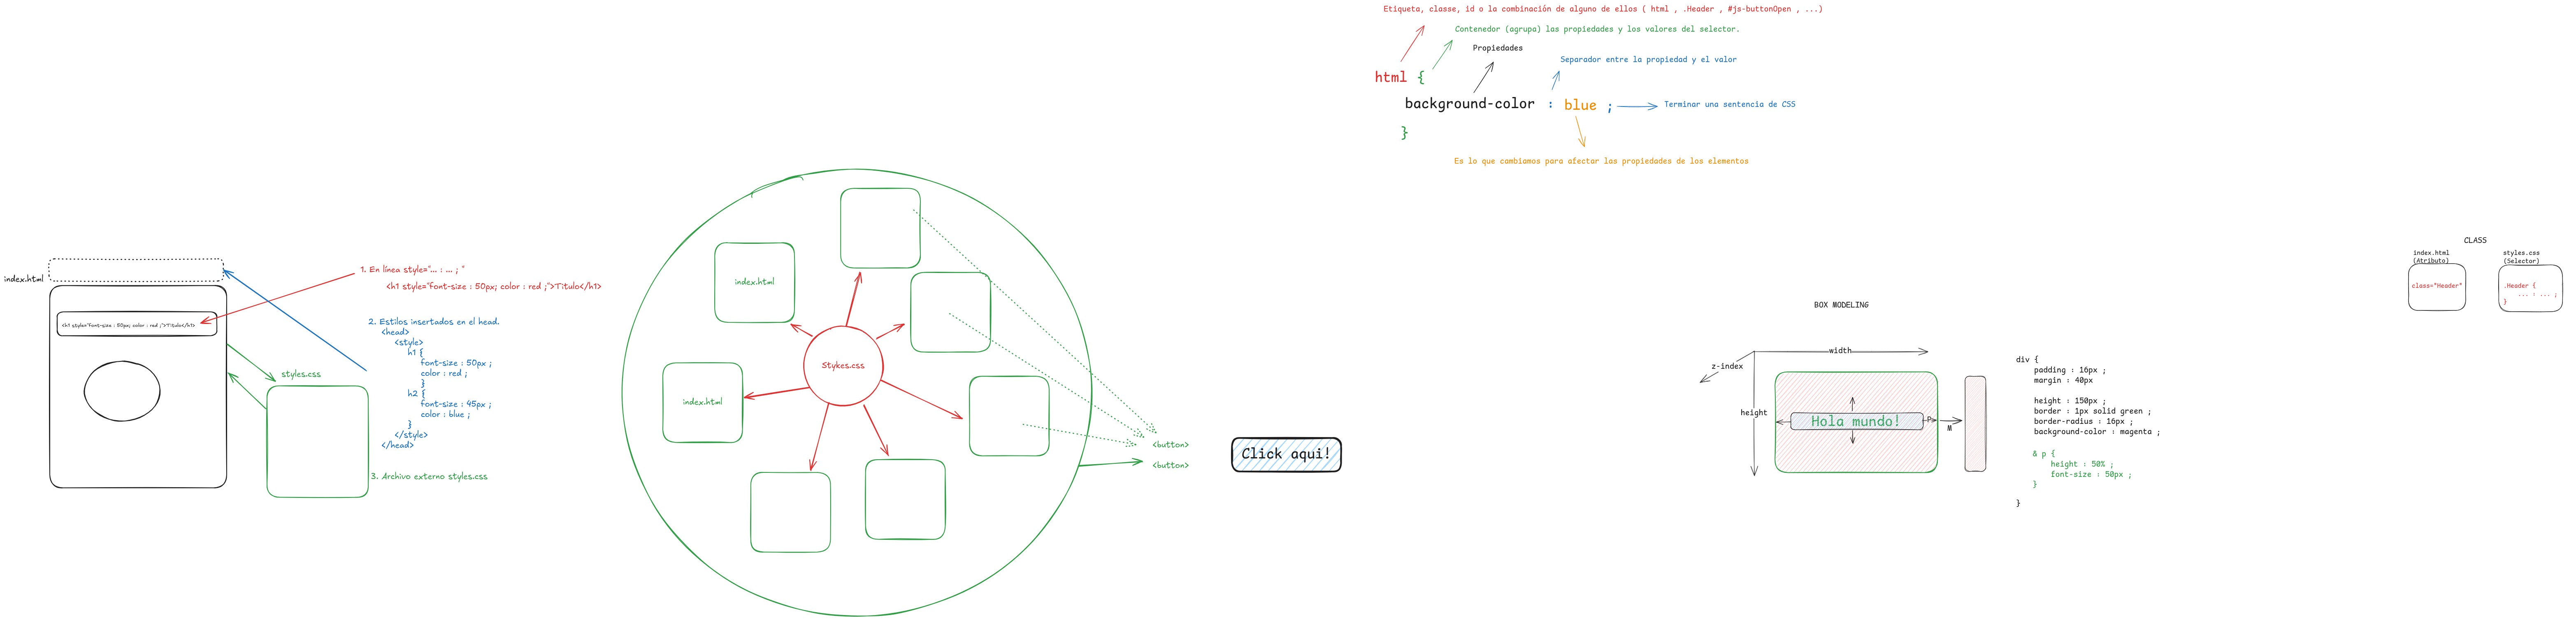 index.html
<h1 style="font-size : 50px; color : red ;">Titulo</h1>
1. En línea style="... : ... ; "
<h1 style="font-size : 50px; color : red ;">Titulo</h1>
2. Estilos insertados en el head.
<head>
<style>
h1 {
font-size : 50px ;
color : red ;
}
h2 {
font-size : 45px ;
color : blue ;
}
</style>
</head>
styles.css
3. Archivo externo styles.css
index.html
index.html
Stykes.css
<button>
<button>
Click aqui!
Etiqueta, classe, id o la combinación de alguno de ellos ( html , .Header , #js-buttonOpen , ...)
Contenedor (agrupa) las propiedades y los valores del selector.
Propiedades
Separador entre la propiedad y el valor
html {
background-color : blue ;
Terminar una sentencia de CSS
}
Es lo que cambiamos para afectar las propiedades de los elementos
BOX MODELING
width
z-index
height
Hola mundo!
P
M
div {
padding : 16px ;
margin : 40px
height : 150px ;
border : 1px solid green ;
border-radius : 16px ;
background-color : magenta ;
& p {
height : 50% ;
font-size : 50px ;
}
}
CLASS
index.html
(Atributo)
class="Header"
styles.css
(Selector)
.Header {
... : ... ;
}